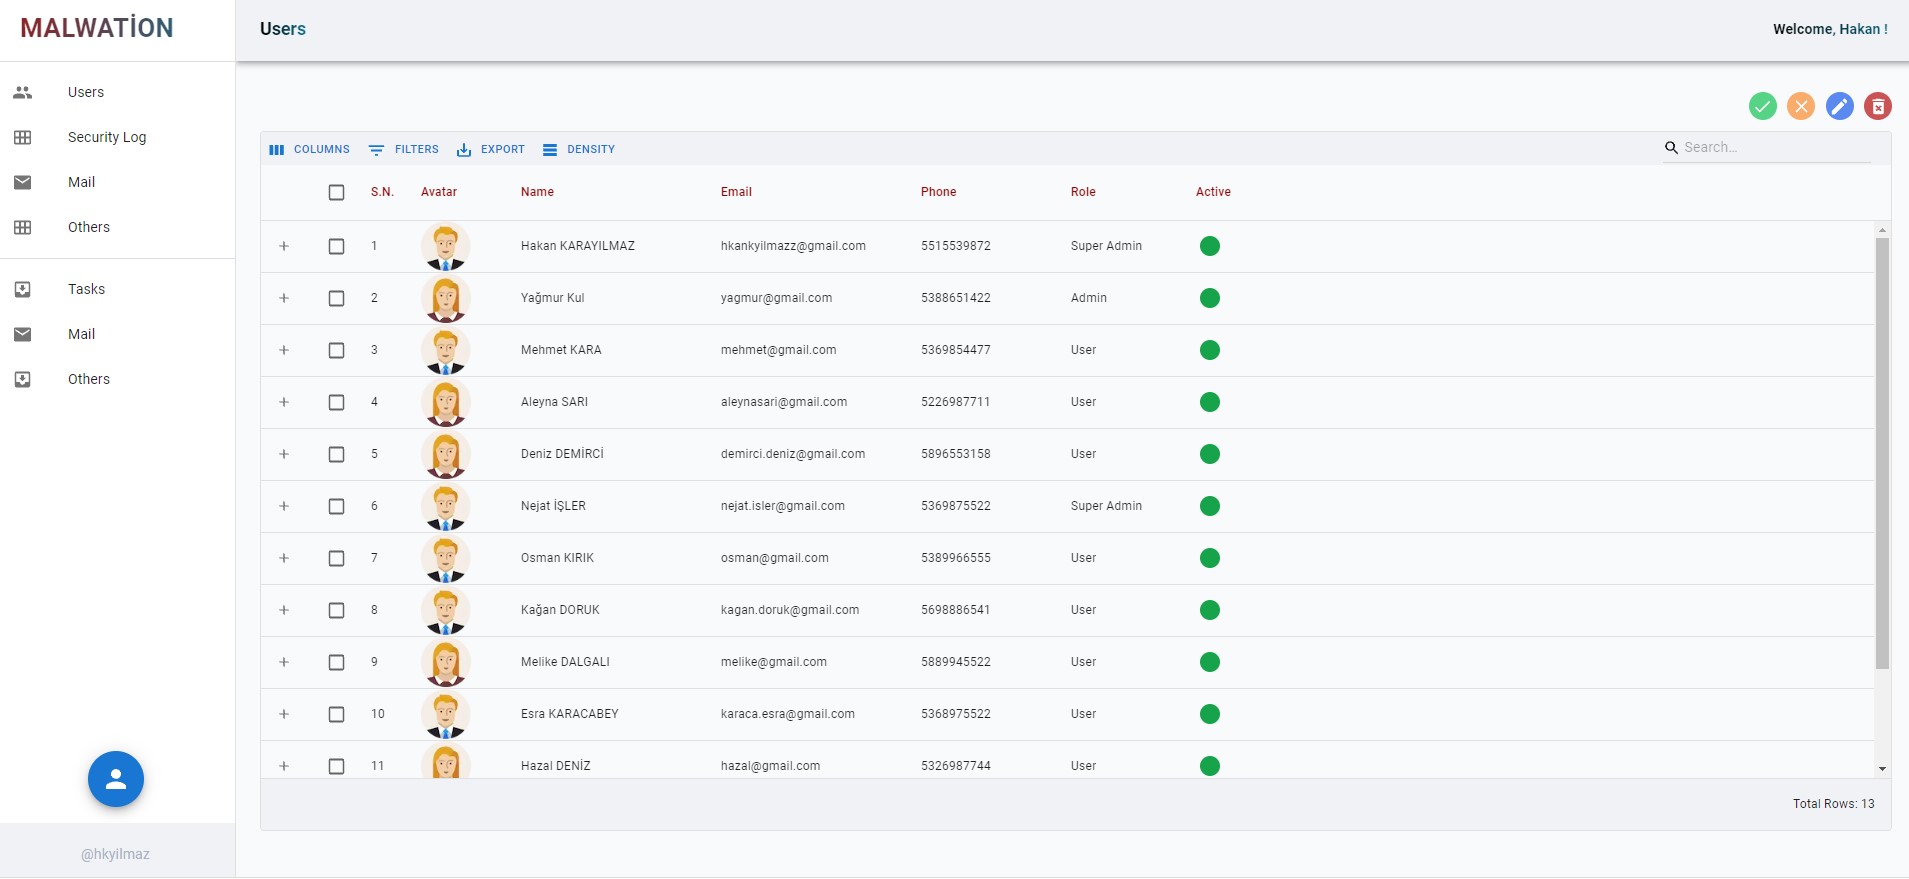 MALWATİON
Users
Welcome, Hakan !
Users
Security Log
Mail
Others
Tasks
Mail
Others
@hkyilmaz
COLUMNS FILTERS EXPORT DENSITY Search…
S.N. Avatar Name Email Phone Role Active
1 Hakan KARAYILMAZ hkankyilmazz@gmail.com 5515539872 Super Admin
2 Yağmur Kul yagmur@gmail.com 5388651422 Admin
3 Mehmet KARA mehmet@gmail.com 5369854477 User
4 Aleyna SARI aleynasari@gmail.com 5226987711 User
5 Deniz DEMİRCİ demirci.deniz@gmail.com 5896553158 User
6 Nejat İŞLER nejat.isler@gmail.com 5369875522 Super Admin
7 Osman KIRIK osman@gmail.com 5389966555 User
8 Kağan DORUK kagan.doruk@gmail.com 5698886541 User
9 Melike DALGALI melike@gmail.com 5889945522 User
10 Esra KARACABEY karaca.esra@gmail.com 5368975522 User
11 Hazal DENİZ hazal@gmail.com 5326987744 User
Total Rows: 13